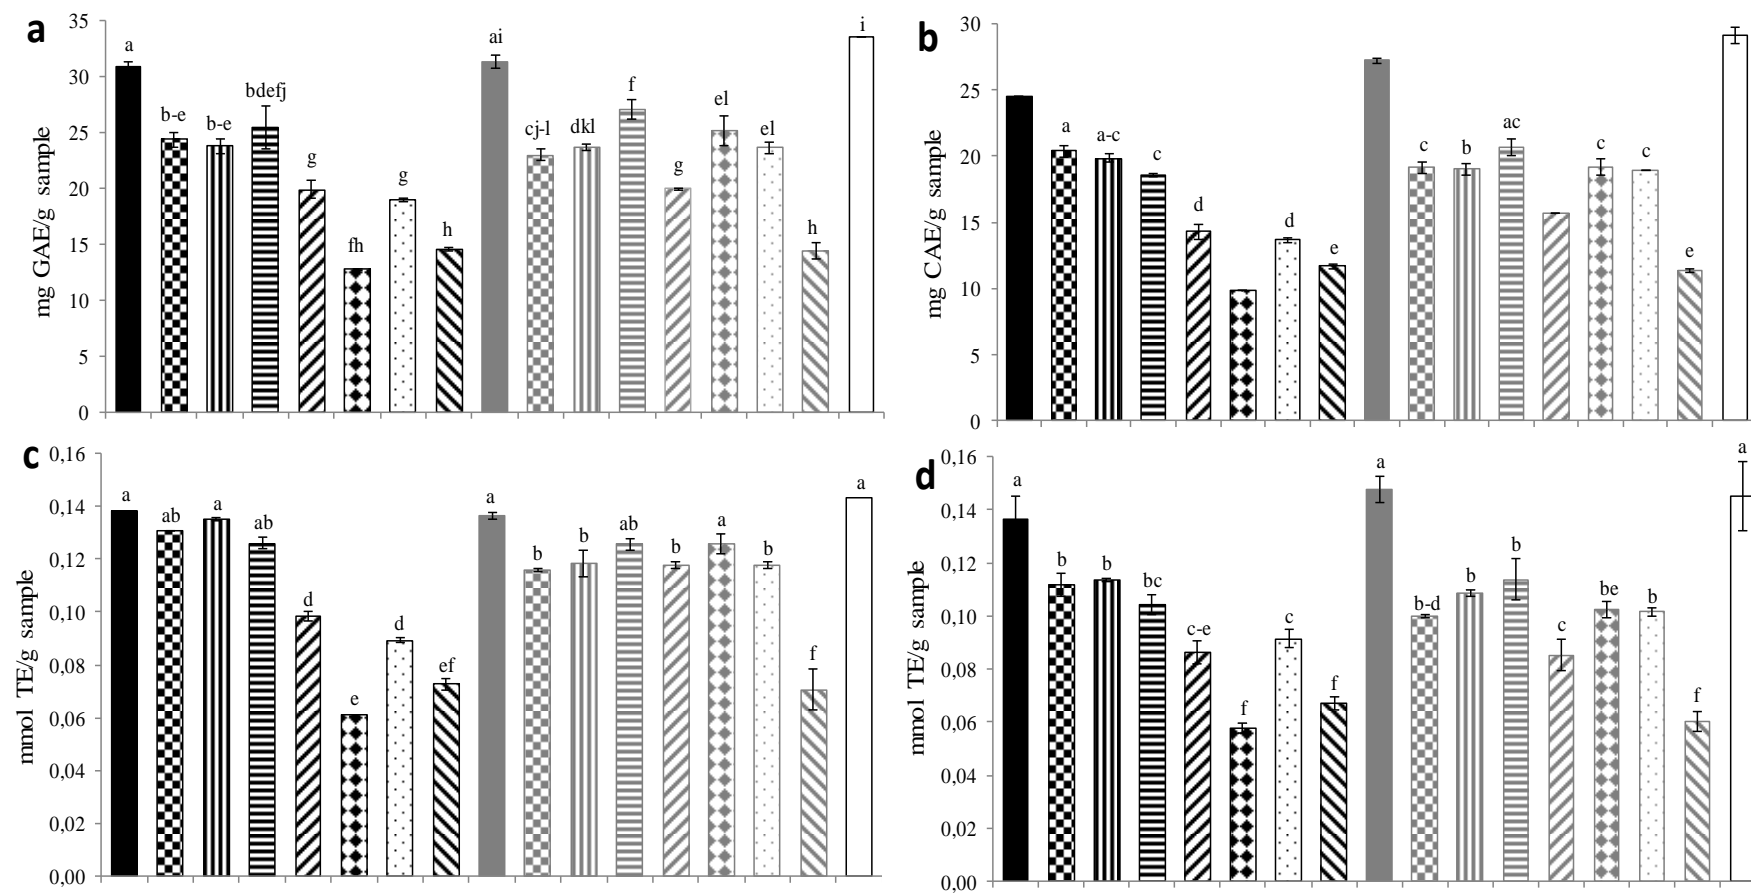 a
mg GAE/g sample
35
30
25
20
15
10
5
0
a
b-e
b-e
bdefj
g
fh
g
h
ai
cj-l
dkl
f
g
el
el
h
i
b
mg CAE/g sample
30
25
20
15
10
5
0
a
a-c
c
d
d
e
c
b
ac
c
c
e
c
mmol TE/g sample
0,16
0,14
0,12
0,10
0,08
0,06
0,04
0,02
0,00
a
ab
a
ab
d
e
d
ef
a
b
b
ab
b
a
b
f
a
d
mmol TE/g sample
0,16
0,14
0,12
0,10
0,08
0,06
0,04
0,02
0,00
a
b
b
bc
c-e
f
c
f
a
b-d
b
b
c
be
b
f
a